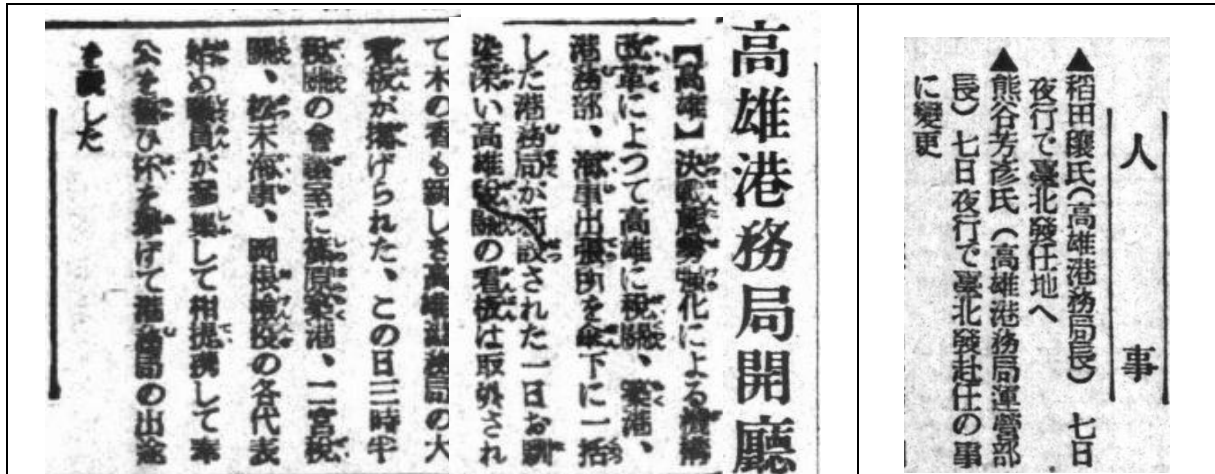 高雄港務局開廳
【高雄】決戰態勢強化による機構
改革によつて高雄に税關、築港、
港務部、海事出張所を傘下に一括
した港務局が新設された一日お馴
染深い高雄税關の看板は取外され
て木の香も新しき高雄港務局の大
看板が掲げられた、この日三時半
税關の會議室に篠原築港、二宮税
關、松末海事、岡根檢疫の各代表
始め職員が參集して相提携して奉
公を誓ひ杯を擧げて港務局の出
を祝した
人事
▲稻田穰氏(高雄港務局長) 七日
夜行で臺北發任地へ
▲熊谷芳彦氏(高雄港務局運營部
長)七日夜行で臺北發赴任の事
に變更